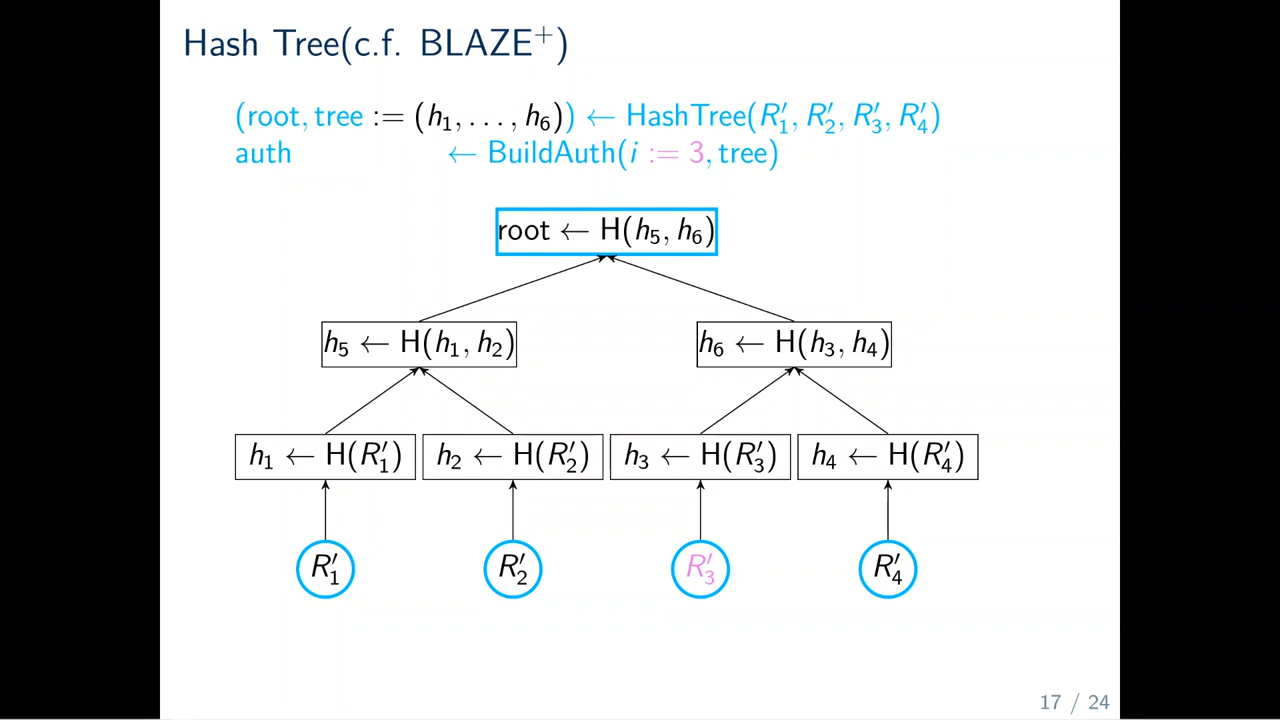 Hash Tree(c.f. BLAZE⁺)
(root, tree := (h₁, . . . , h₆)) ← HashTree(R′₁, R′₂, R′₃, R′₄)
auth ← BuildAuth(i := 3, tree)
root ← H(h₅, h₆)
h₅ ← H(h₁, h₂) h₆ ← H(h₃, h₄)
h₁ ← H(R′₁) h₂ ← H(R′₂) h₃ ← H(R′₃) h₄ ← H(R′₄)
R′₁ R′₂ R′₃ R′₄
17 / 24